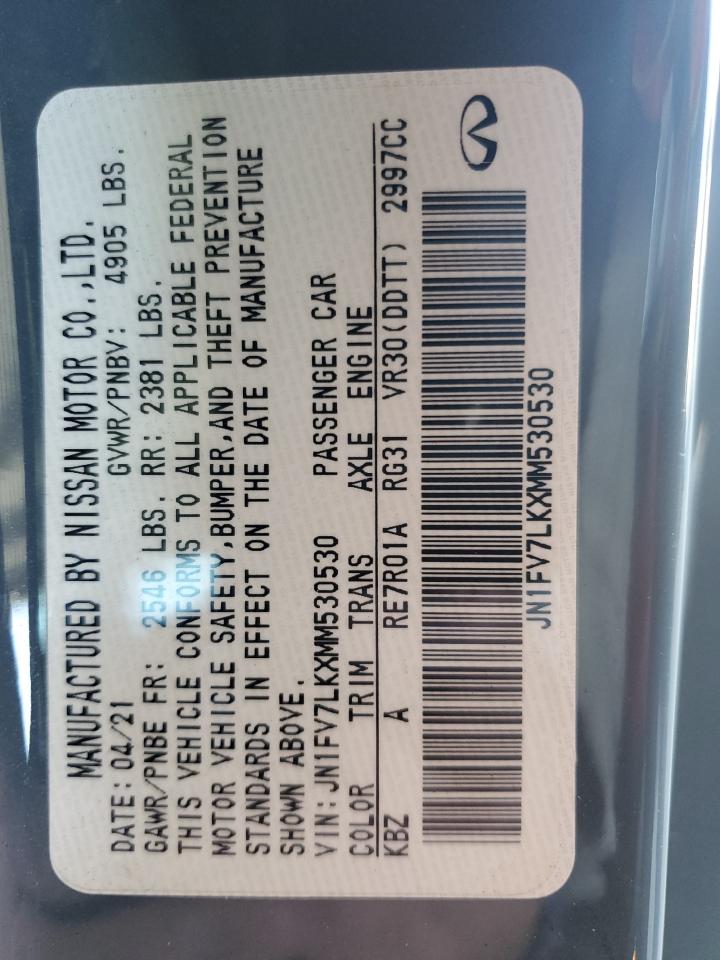 MANUFACTURED BY NISSAN MOTOR CO.,LTD.
DATE: 04/21 GVWR/PNBV: 4905 LBS.
GAWR/PNBE FR: 2546 LBS. RR: 2381 LBS.
THIS VEHICLE CONFORMS TO ALL APPLICABLE FEDERAL
MOTOR VEHICLE SAFETY,BUMPER,AND THEFT PREVENTION
STANDARDS IN EFFECT ON THE DATE OF MANUFACTURE
SHOWN ABOVE.
VIN:JN1FV7LKXMM530530 PASSENGER CAR
COLOR TRIM TRANS AXLE ENGINE
KBZ A RE7R01A RG31 VR30(DDTT) 2997CC
JN1FV7LKXMM530530